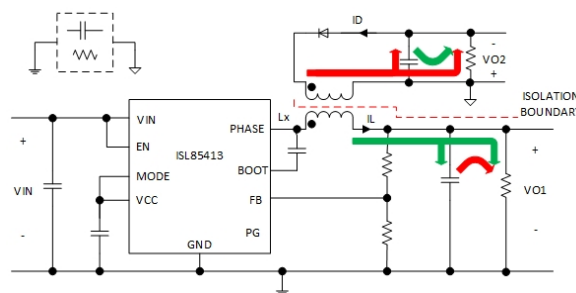 ID
-
VO2
+
ISOLATION
BOUNDARY
Lx
IL
VIN
PHASE
EN
ISL85413
+
MODE
BOOT
VIN
VCC
FB
VO1
-
PG
-
GND
+